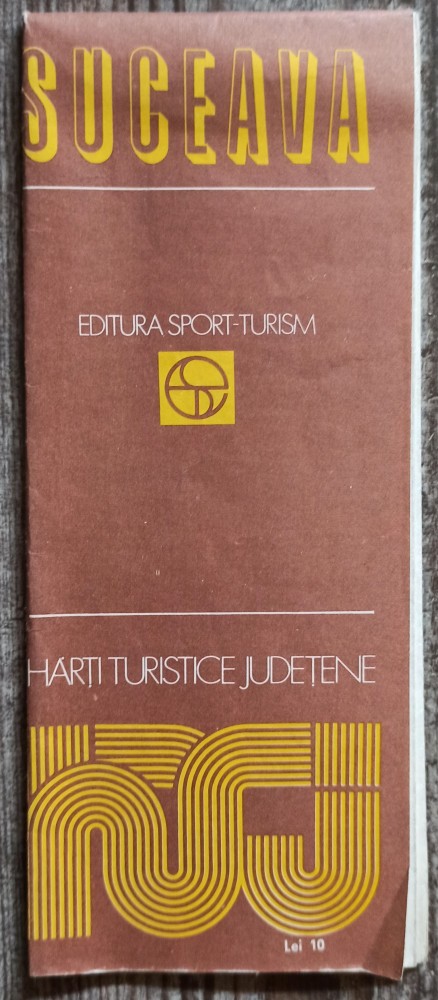 SUCEAVA
EDITURA SPORT-TURISM
HĂRȚI TURISTICE JUDEȚENE
Lei 10